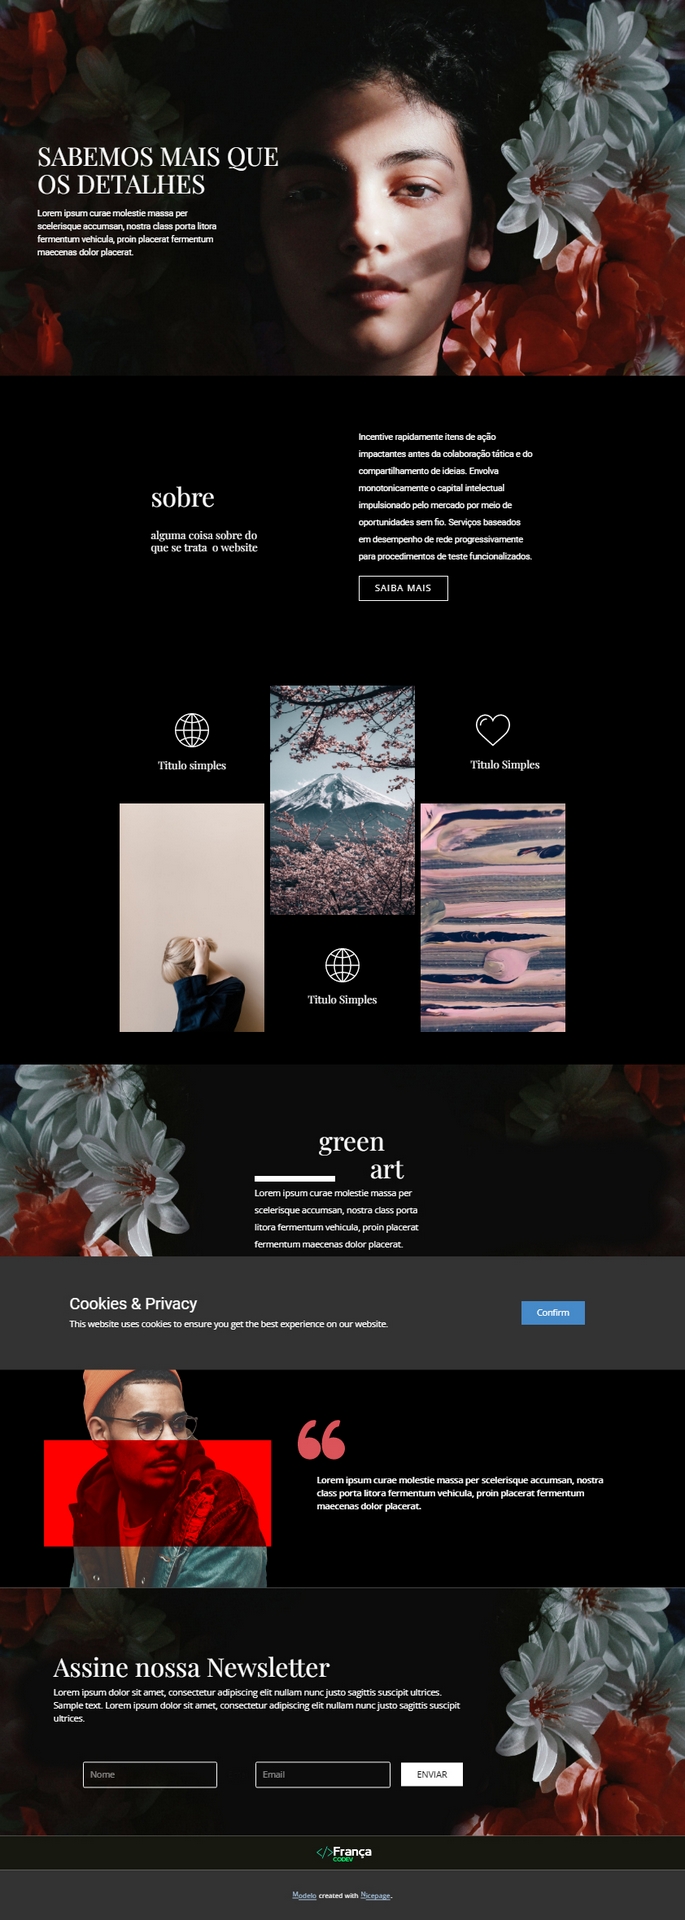 SABEMOS MAIS QUE
OS DETALHES
Lorem ipsum curae molestie massa per
scelerisque accumsan, nostra class porta litora
fermentum vehicula, proin placerat fermentum
maecenas dolor placerat.
sobre
alguma coisa sobre do
que se trata  o website
Incentive rapidamente itens de ação
impactantes antes da colaboração tática e do
compartilhamento de ideias. Envolva
monotonicamente o capital intelectual
impulsionado pelo mercado por meio de
oportunidades sem fio. Serviços baseados
em desempenho de rede progressivamente
para procedimentos de teste funcionalizados.
SAIBA MAIS
Titulo simples
Titulo Simples
Titulo Simples
green
art
Lorem ipsum curae molestie massa per
scelerisque accumsan, nostra class porta
litora fermentum vehicula, proin placerat
fermentum maecenas dolor placerat.
Cookies & Privacy
This website uses cookies to ensure you get the best experience on our website.
Confirm
Lorem ipsum curae molestie massa per scelerisque accumsan, nostra
class porta litora fermentum vehicula, proin placerat fermentum
maecenas dolor placerat.
Assine nossa Newsletter
Lorem ipsum dolor sit amet, consectetur adipiscing elit nullam nunc justo sagittis suscipit ultrices.
Sample text. Lorem ipsum dolor sit amet, consectetur adipiscing elit nullam nunc justo sagittis suscipit
ultrices.
Nome
Email
ENVIAR
</>França
CODEV
Modelo created with Nicepage.